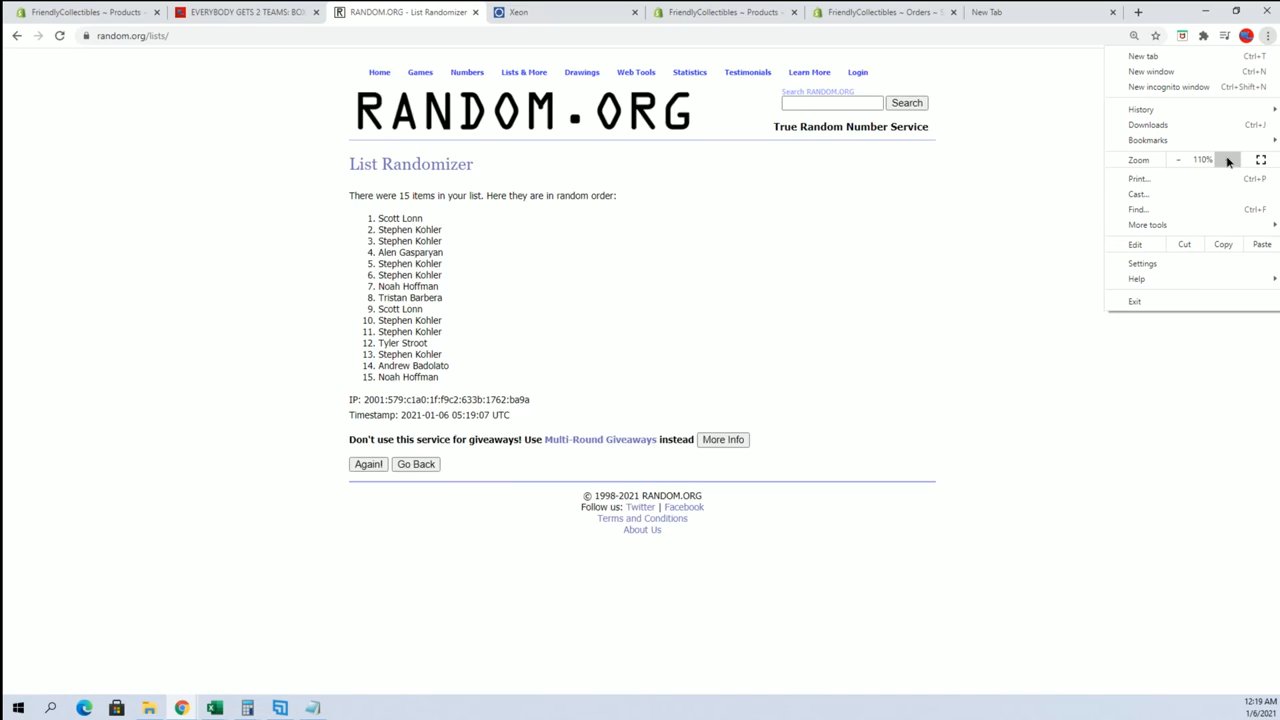 FriendlyCollectibles ~ Products ~
EVERYBODY GETS 2 TEAMS: BOX
RANDOM.ORG - List Randomizer
Xeon
FriendlyCollectibles ~ Products ~
FriendlyCollectibles ~ Orders ~ S
New Tab
random.org/lists/
Home Games Numbers Lists & More Drawings Web Tools Statistics Testimonials Learn More Login
RANDOM.ORG
Search RANDOM.ORG
Search
True Random Number Service
List Randomizer
There were 15 items in your list. Here they are in random order:
1. Scott Lonn
2. Stephen Kohler
3. Stephen Kohler
4. Alen Gasparyan
5. Stephen Kohler
6. Stephen Kohler
7. Noah Hoffman
8. Tristan Barbera
9. Scott Lonn
10. Stephen Kohler
11. Stephen Kohler
12. Tyler Stroot
13. Stephen Kohler
14. Andrew Badolato
15. Noah Hoffman
IP: 2001:579:c1a0:1f:f9c2:633b:1762:ba9a
Timestamp: 2021-01-06 05:19:07 UTC
Don't use this service for giveaways! Use Multi-Round Giveaways instead More Info
Again! Go Back
© 1998-2021 RANDOM.ORG
Follow us: Twitter | Facebook
Terms and Conditions
About Us
New tab Ctrl+T
New window Ctrl+N
New incognito window Ctrl+Shift+N
History
Downloads Ctrl+J
Bookmarks
Zoom - 110%
Print... Ctrl+P
Cast...
Find... Ctrl+F
More tools
Edit Cut Copy Paste
Settings
Help
Exit
12:19 AM
1/6/2021